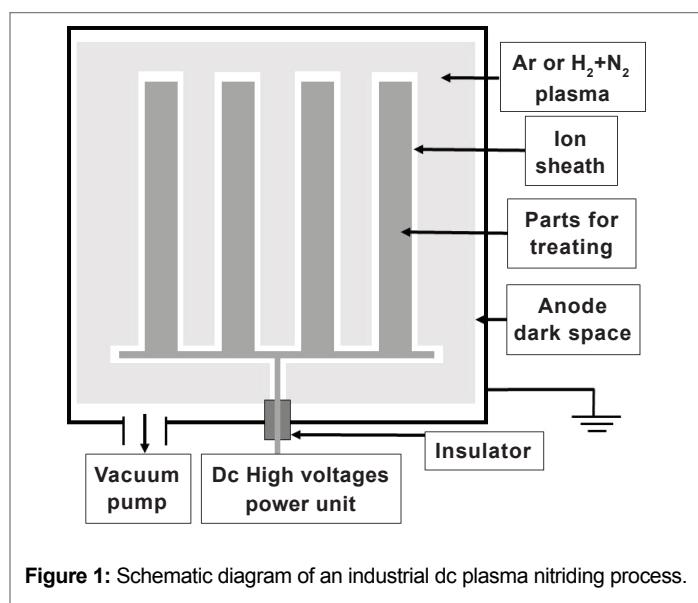 Ar or H₂+N₂
plasma
Ion
sheath
Parts for
treating
Anode
dark space
Insulator
Vacuum
pump
Dc High voltages
power unit
Figure 1: Schematic diagram of an industrial dc plasma nitriding process.